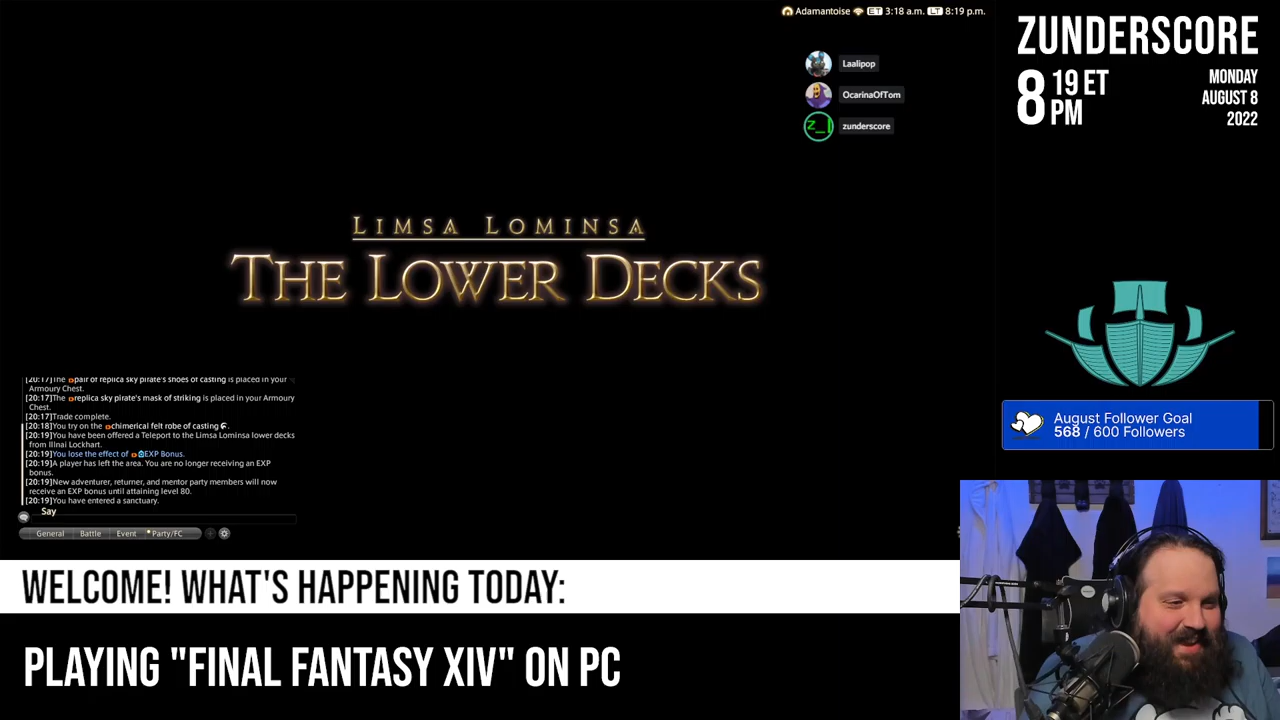 Adamantoise ET 3:18 a.m. LT 8:19 p.m.
Laalipop
OcarinaOfTom
z_
zunderscore
ZUNDERSCORE
8 19 ET
PM
MONDAY
AUGUST 8
2022
LIMSA LOMINSA
THE LOWER DECKS
[20:17]The pair of replica sky pirate's shoes of casting is placed in your
Armoury Chest.
[20:17]The replica sky pirate's mask of striking is placed in your Armoury
Chest.
[20:17]Trade complete.
[20:18]You try on the chimerical felt robe of casting.
[20:19]You have been offered a Teleport to the Limsa Lominsa lower decks
from Illnai Lockhart.
[20:19]You lose the effect of EXP Bonus.
[20:19]A player has left the area. You are no longer receiving an EXP
bonus.
[20:19]New adventurer, returner, and mentor party members will now
receive an EXP bonus until attaining level 80.
[20:19]You have entered a sanctuary.
Say
General Battle Event Party/FC
August Follower Goal
568 / 600 Followers
WELCOME! WHAT'S HAPPENING TODAY:
PLAYING "FINAL FANTASY XIV" ON PC